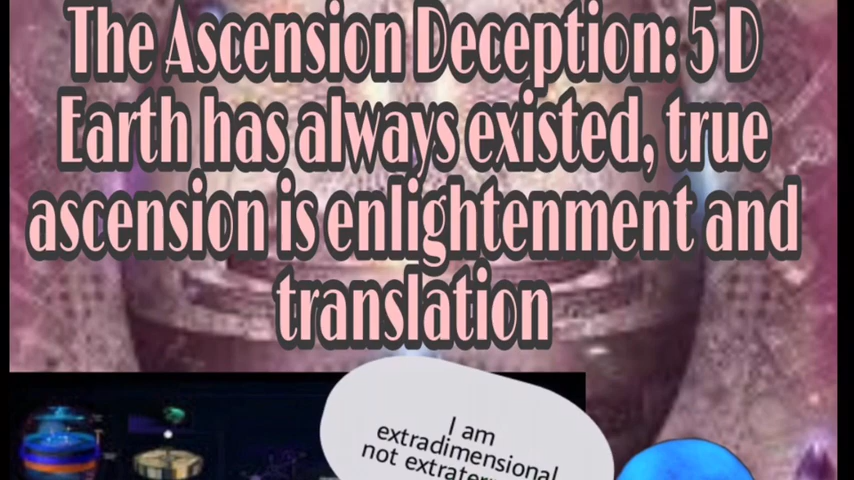 The Ascension Deception: 5 D
Earth has always existed, true
ascension is enlightenment and
translation
I am
extradimensional
not